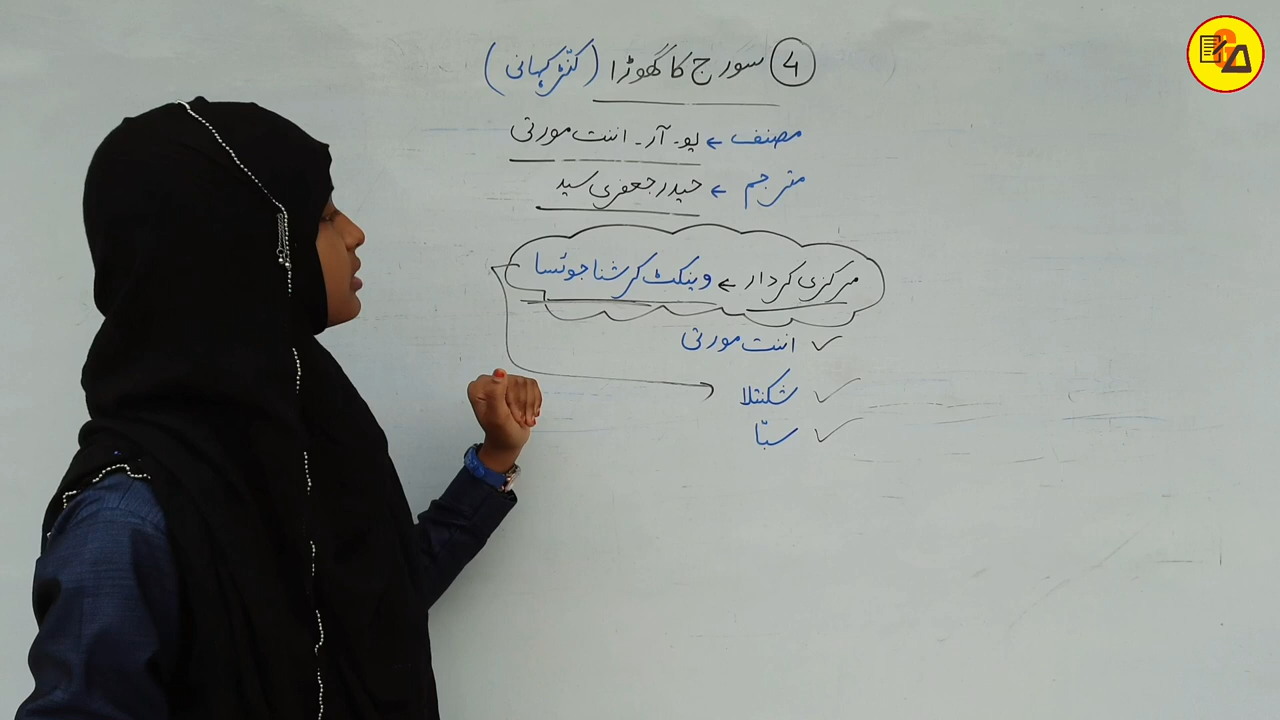 ④ سورج کا گھوڑا (کنّڑ کہانی)
مصنف ← یو۔ آر۔ اننت مورتی
مترجم ← حیدر جعفری سید
مرکزی کردار ← وینکٹ کرشنا جوئسا
✓ اننت مورتی
✓ شکنتلا
✓ سبّا